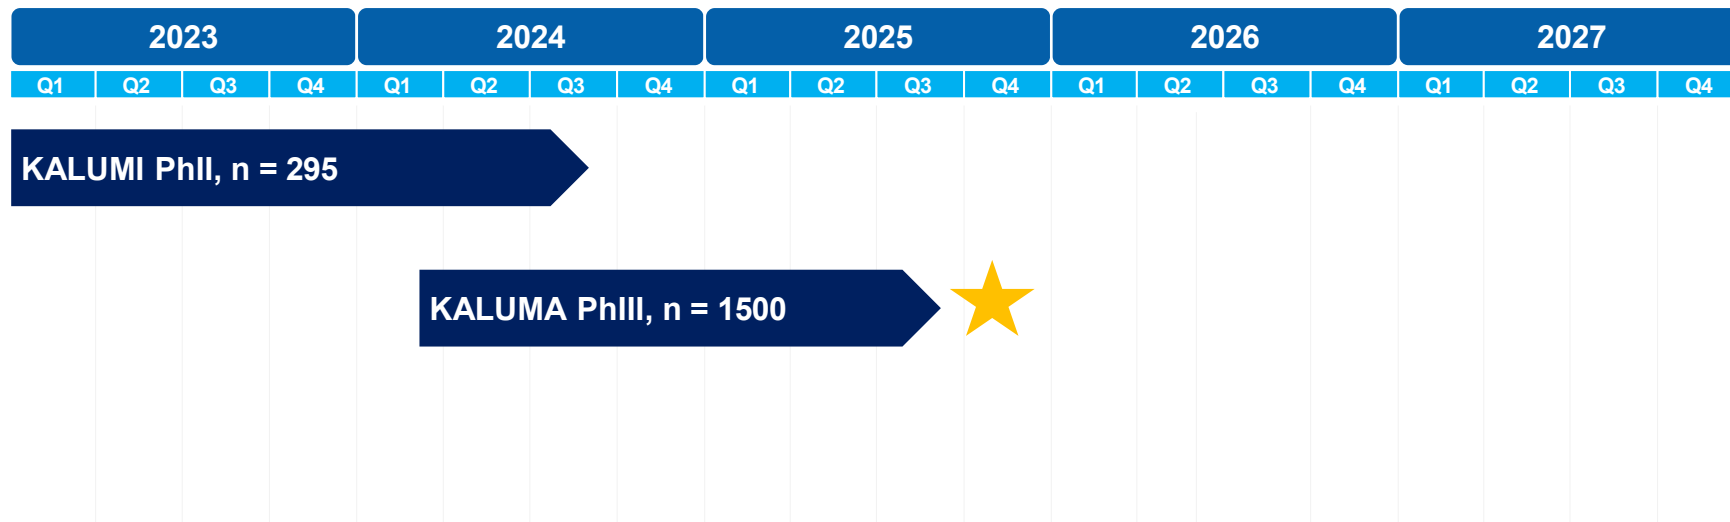 2023 2024 2025 2026 2027
Q1 Q2 Q3 Q4 Q1 Q2 Q3 Q4 Q1 Q2 Q3 Q4 Q1 Q2 Q3 Q4 Q1 Q2 Q3 Q4
KALUMI PhII, n = 295
KALUMA PhIII, n = 1500